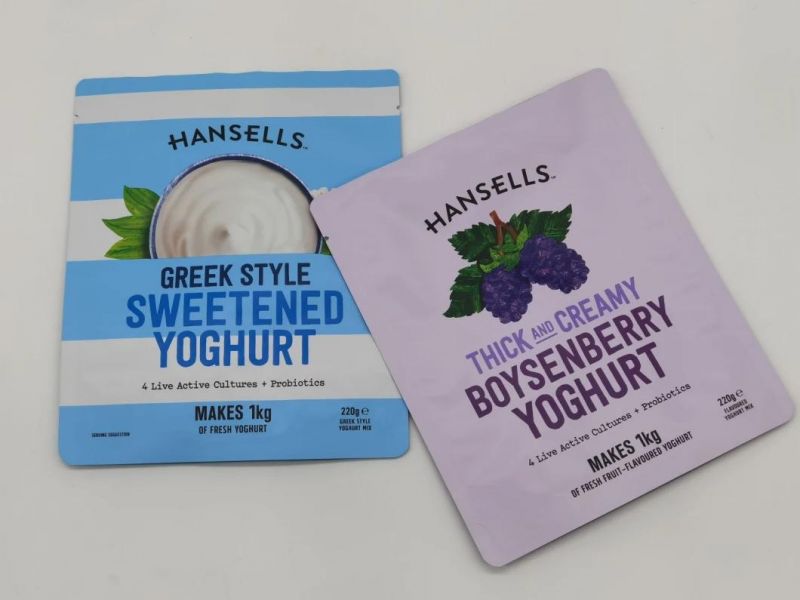 HANSELLS™
GREEK STYLE
SWEETENED
YOGHURT
4 Live Active Cultures + Probiotics
MAKES 1kg
OF FRESH YOGHURT
220g ℮
GREEK STYLE
YOGHURT MIX
SERVING SUGGESTION
HANSELLS™
THICK AND CREAMY
BOYSENBERRY
YOGHURT
4 Live Active Cultures + Probiotics
MAKES 1kg
OF FRESH FRUIT-FLAVOURED YOGHURT
220g ℮
FLAVOURED
YOGHURT MIX